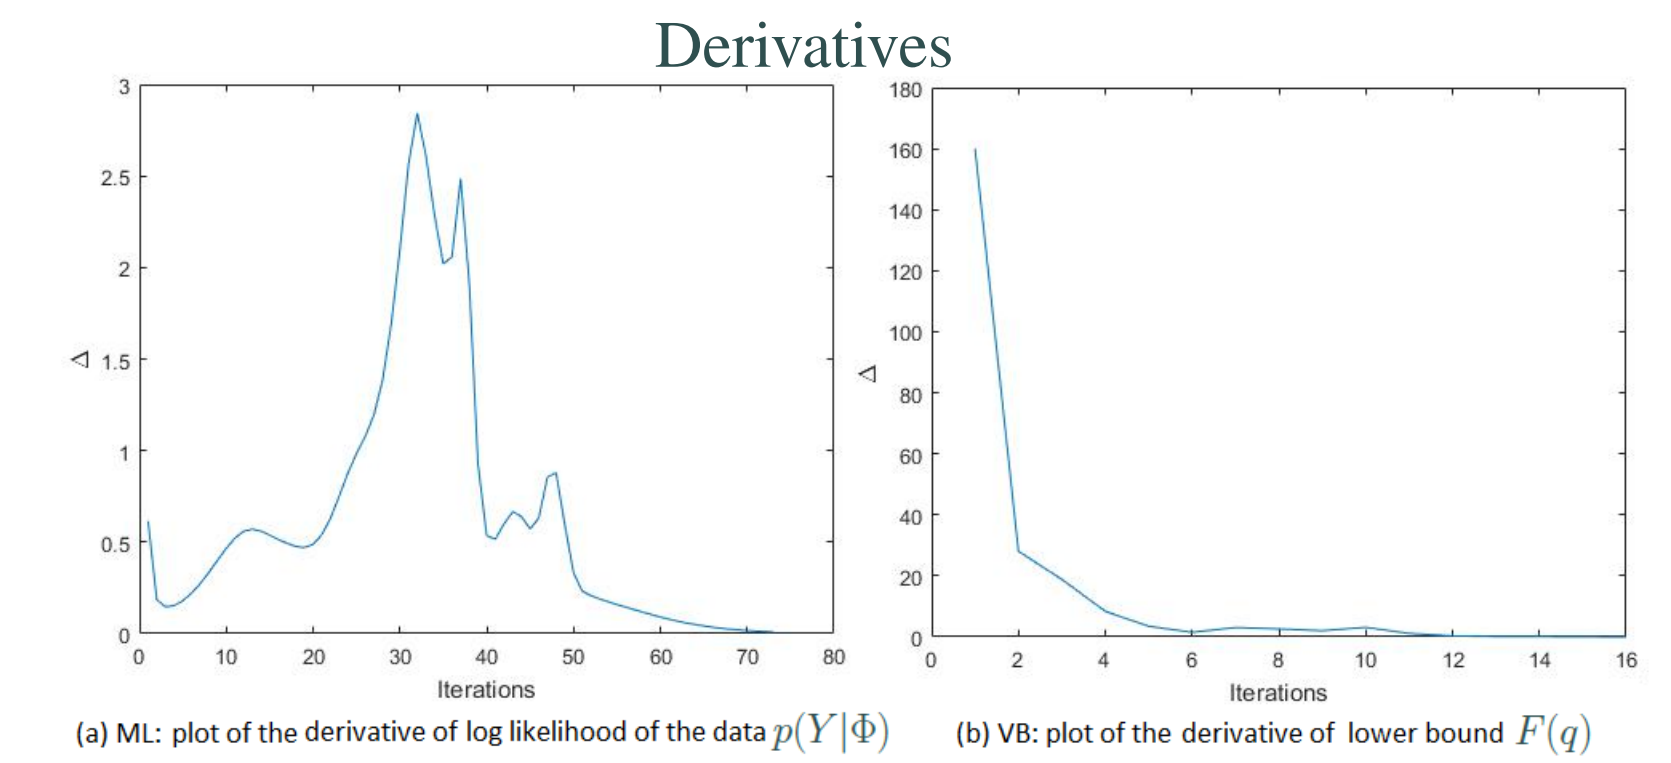 Derivatives
3
2.5
2
1.5
1
0.5
0
Δ
0 10 20 30 40 50 60 70 80
Iterations
(a) ML: plot of the derivative of log likelihood of the data p(Y|Φ)
180
160
140
120
100
80
60
40
20
0
Δ
0 2 4 6 8 10 12 14 16
Iterations
(b) VB: plot of the derivative of lower bound F(q)